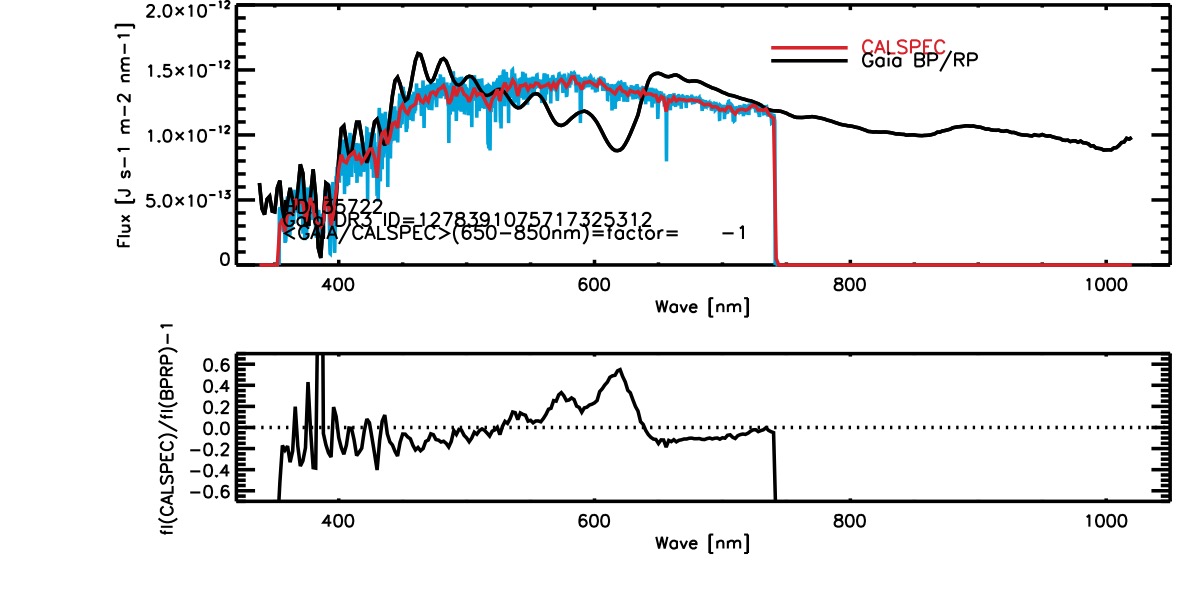 2.0×10−12
1.5×10−12
1.0×10−12
5.0×10−13
0
Flux [J s−1 m−2 nm−1]
CALSPEC
Gaia BP/RP
Gaia DR3 ID=1278391075717325312
<GAIA/CALSPEC>(650−850nm)=factor= −1
400 600 800 1000
Wave [nm]
fl(CALSPEC)/fl(BPRP)−1
0.6
0.4
0.2
0.0
−0.2
−0.4
−0.6
400 600 800 1000
Wave [nm]